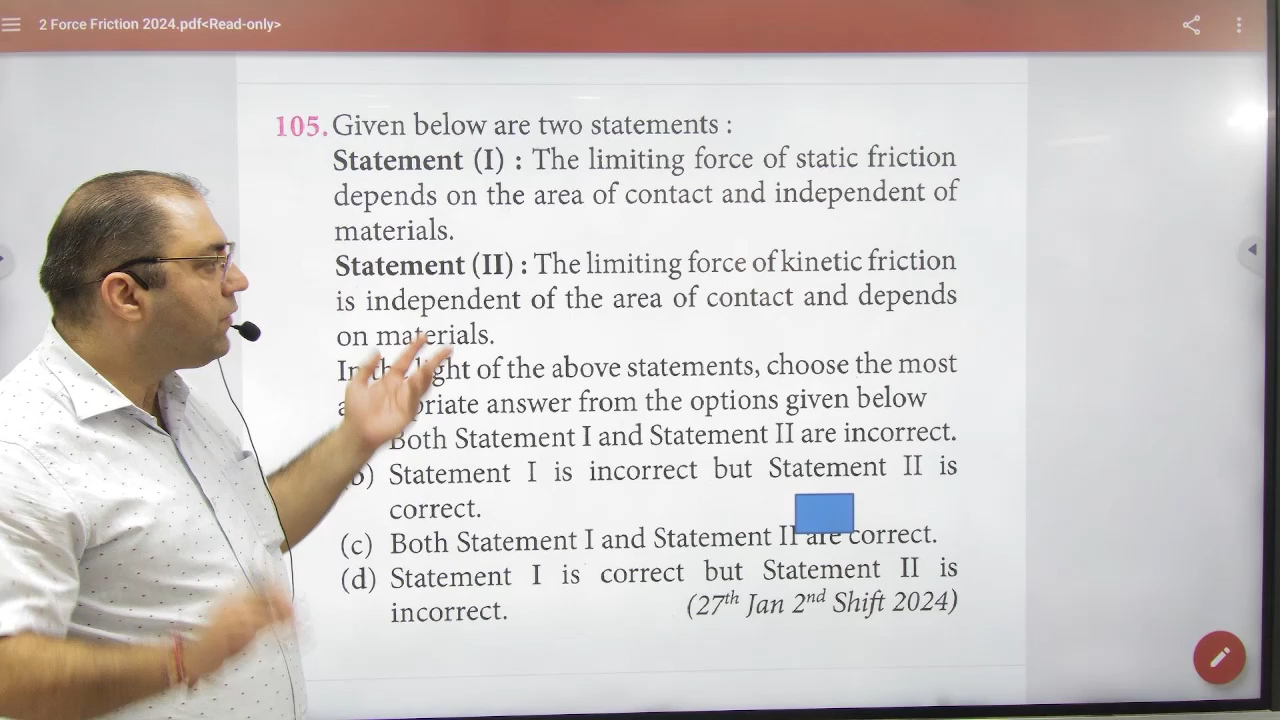 2 Force Friction 2024.pdf<Read-only>
105. Given below are two statements :
Statement (I) : The limiting force of static friction
depends on the area of contact and independent of
materials.
Statement (II) : The limiting force of kinetic friction
is independent of the area of contact and depends
on materials.
In the light of the above statements, choose the most
answer from the options given below
Both Statement I and Statement II are incorrect.
(b) Statement I is incorrect but Statement II is
correct.
(c) Both Statement I and Statement II are correct.
(d) Statement I is correct but Statement II is
incorrect. (27th Jan 2nd Shift 2024)